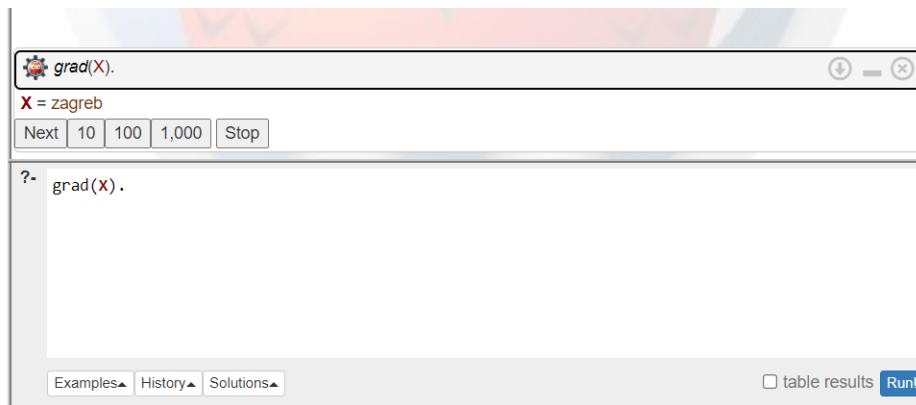 grad(X).
X = zagreb
Next 10 100 1,000 Stop
?- grad(X).
Examples History Solutions table results Run!